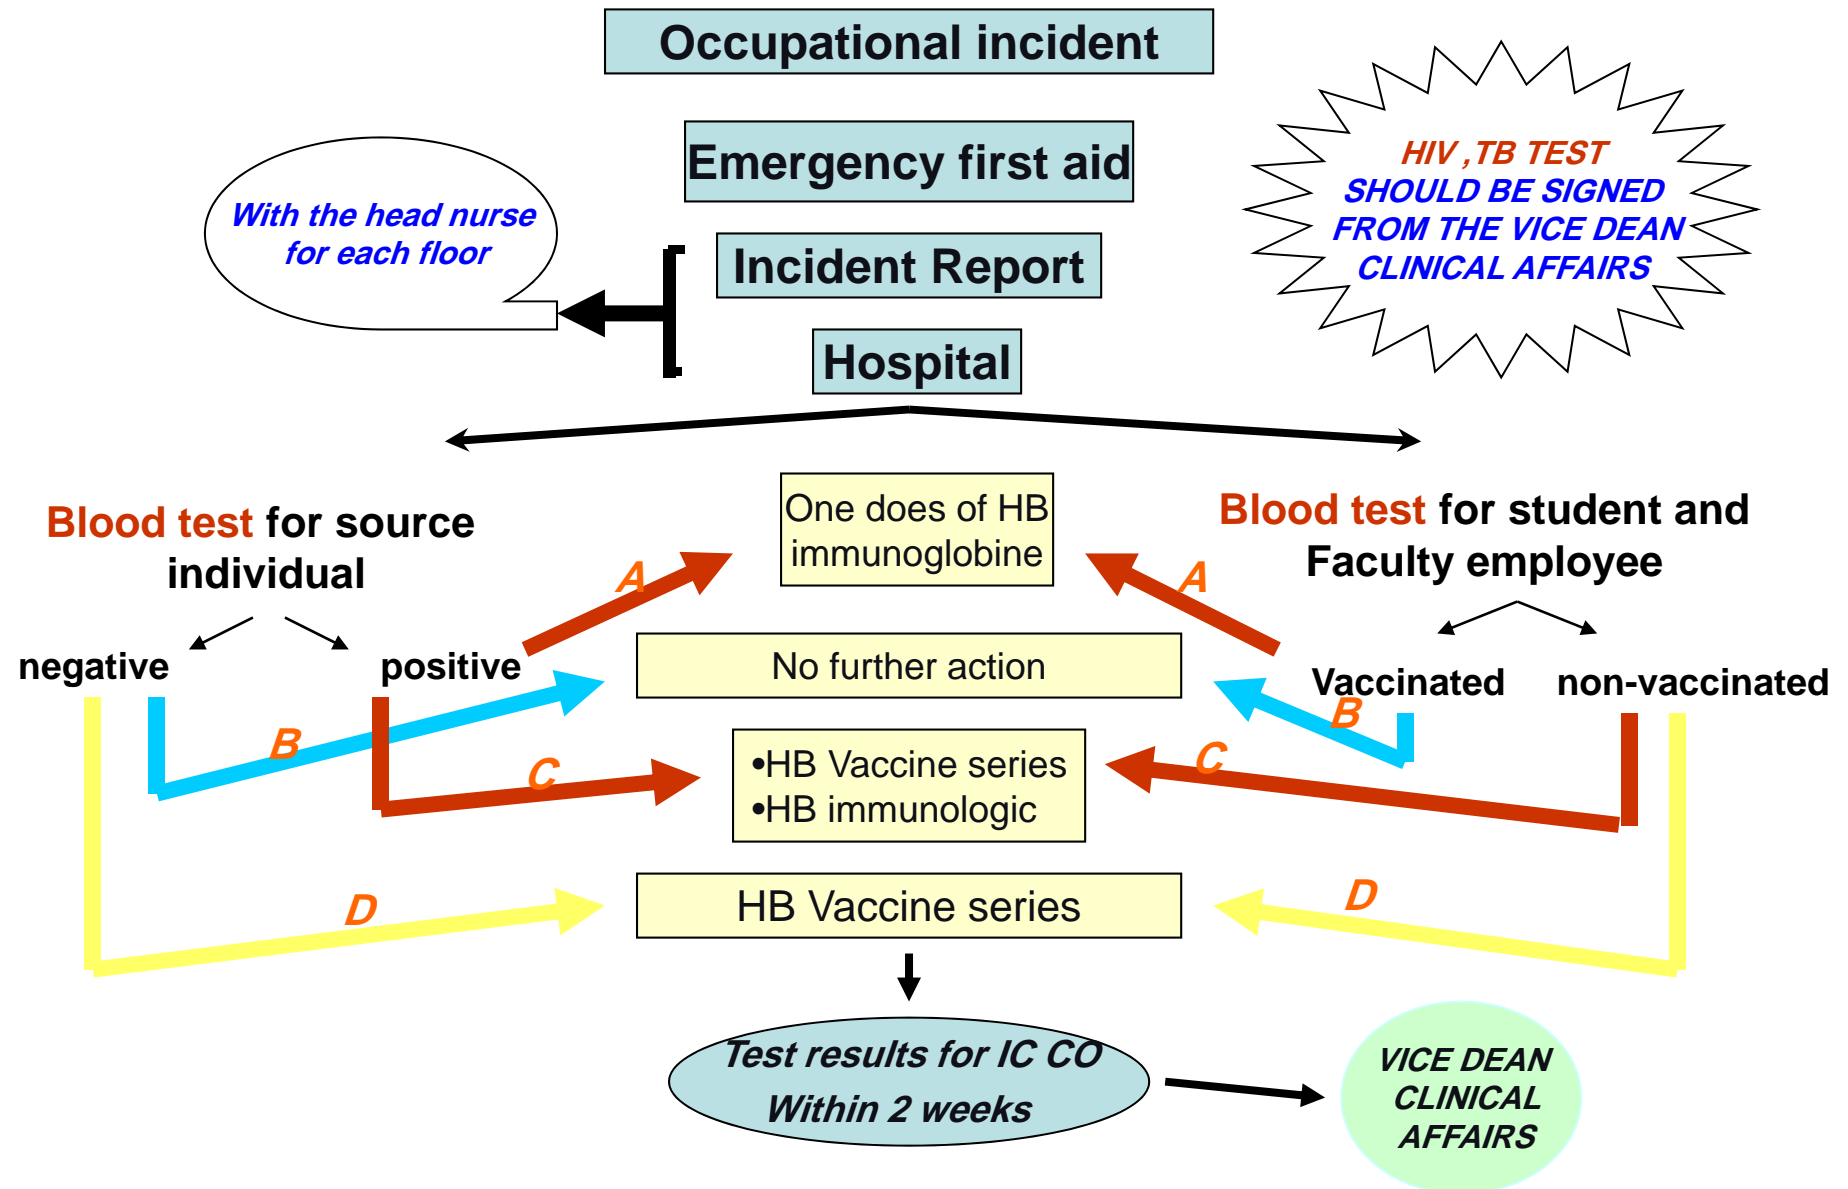 Occupational incident
Emergency first aid
With the head nurse
for each floor
Incident Report
Hospital
HIV ,TB TEST
SHOULD BE SIGNED
FROM THE VICE DEAN
CLINICAL AFFAIRS
Blood test for source
individual
negative
positive
One does of HB
immunoglobine
Blood test for student and
Faculty employee
Vaccinated
non-vaccinated
A
A
No further action
B
B
•HB Vaccine series
•HB immunologic
C
C
HB Vaccine series
D
D
Test results for IC CO
Within 2 weeks
VICE DEAN
CLINICAL
AFFAIRS